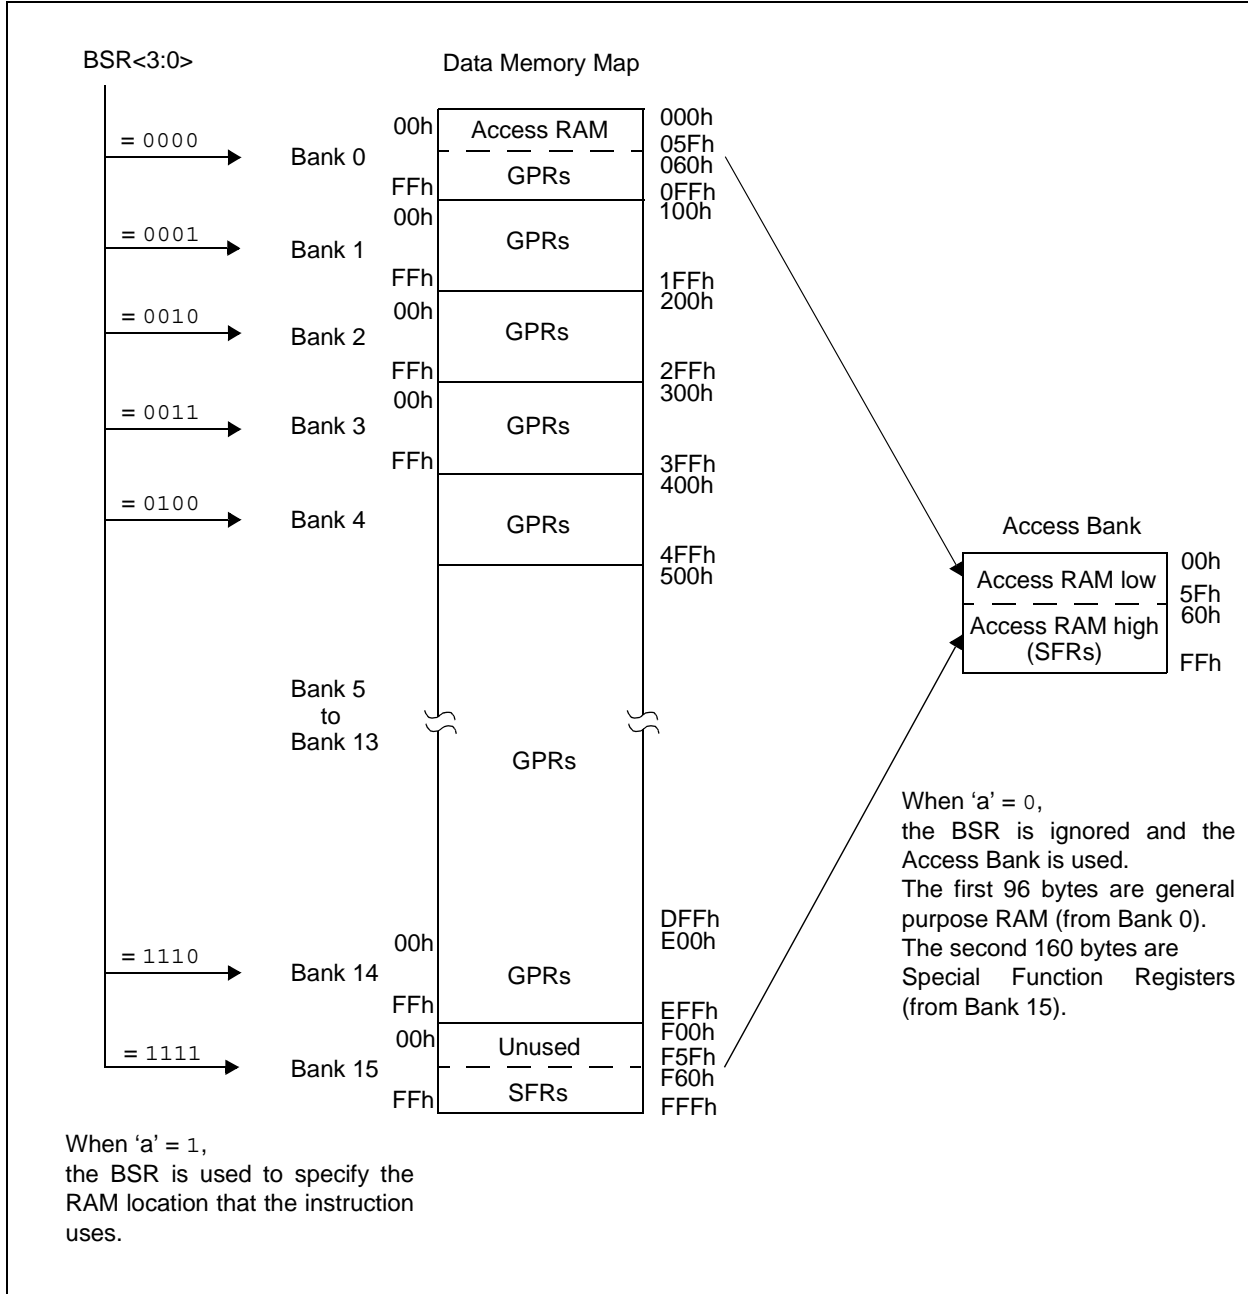 BSR<3:0>
Data Memory Map
= 0000
Bank 0
00h
Access RAM
000h
05Fh
060h
GPRs
FFh
0FFh
100h
= 0001
Bank 1
00h
GPRs
FFh
1FFh
200h
= 0010
Bank 2
00h
GPRs
FFh
2FFh
300h
= 0011
Bank 3
00h
GPRs
FFh
3FFh
400h
= 0100
Bank 4
GPRs
4FFh
500h
Access Bank
Access RAM low
00h
5Fh
60h
Access RAM high
(SFRs)
FFh
Bank 5
to
Bank 13
GPRs
When ‘a’ = 0,
the BSR is ignored and the
Access Bank is used.
The first 96 bytes are general
purpose RAM (from Bank 0).
The second 160 bytes are
Special Function Registers
(from Bank 15).
DFFh
E00h
= 1110
Bank 14
00h
GPRs
FFh
EFFh
F00h
= 1111
Bank 15
00h
Unused
F5Fh
F60h
SFRs
FFh
FFFh
When ‘a’ = 1,
the BSR is used to specify the
RAM location that the instruction
uses.